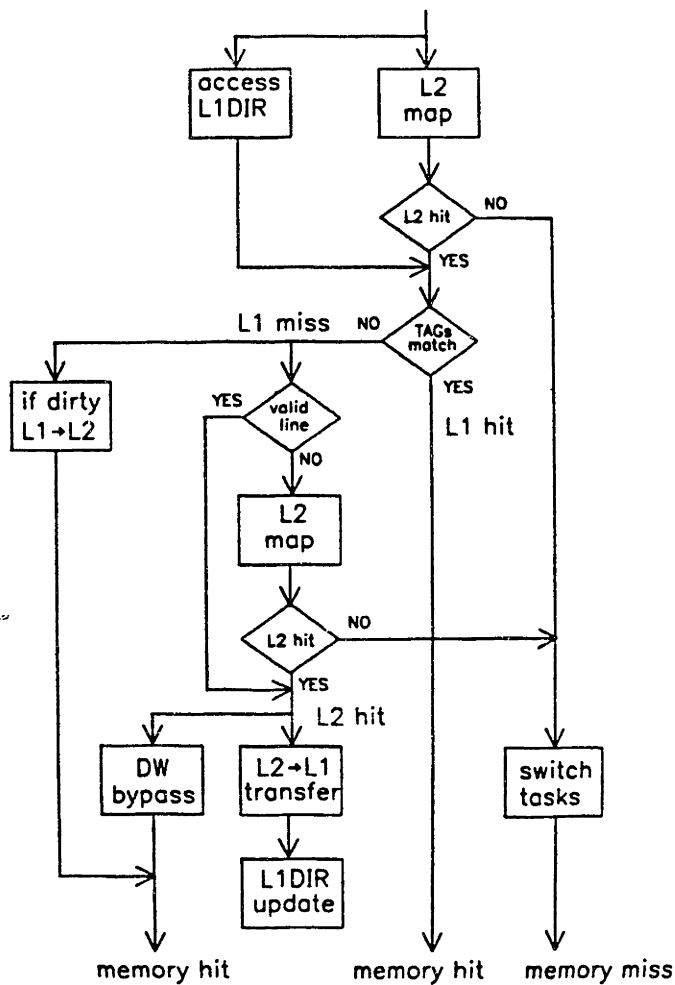 access
L1DIR
L2
map
L2 hit
NO
YES
L1 miss
NO
TAGs
match
YES
L1 hit
if dirty
L1→L2
YES
valid
line
NO
L2
map
L2 hit
NO
YES
L2 hit
DW
bypass
L2→L1
transfer
switch
tasks
L1DIR
update
memory hit
memory hit
memory miss